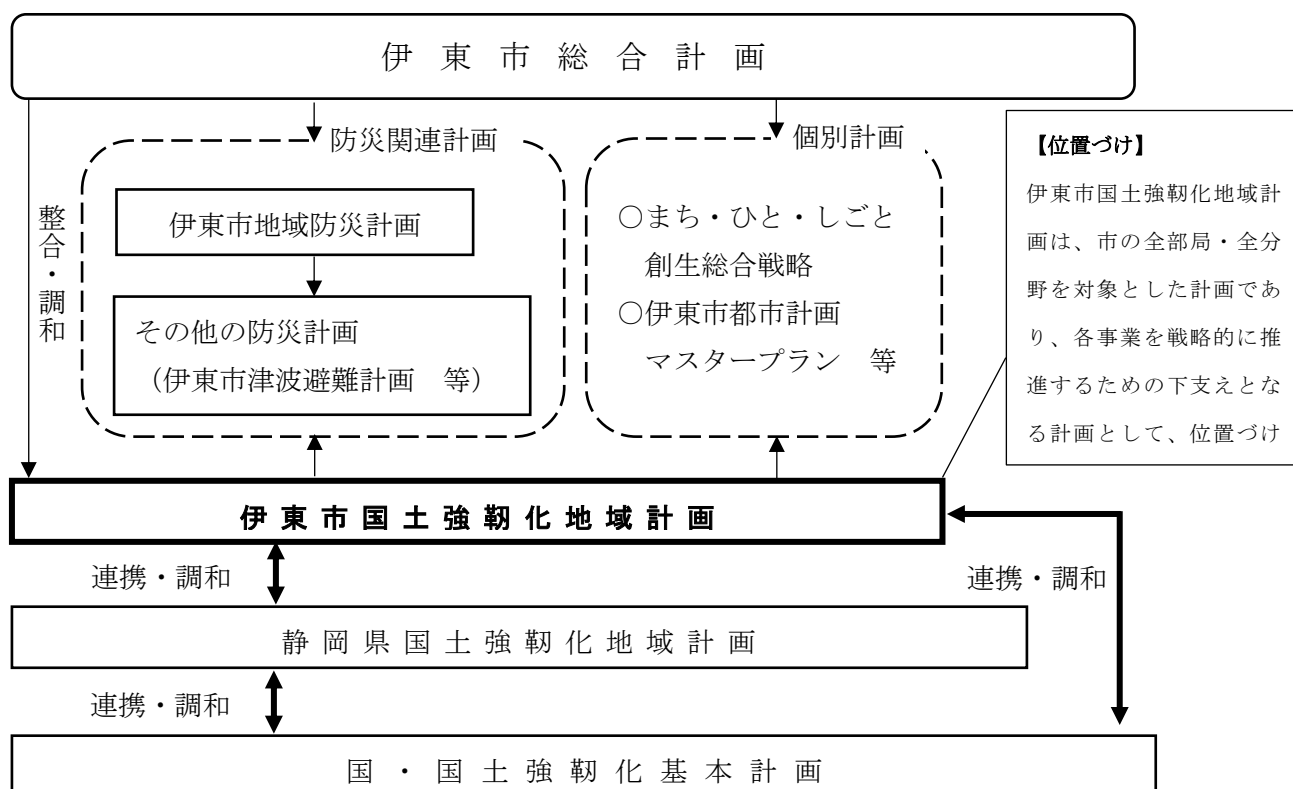 伊東市総合計画
防災関連計画
個別計画
整合・調和
伊東市地域防災計画
その他の防災計画
（伊東市津波避難計画　等）
○まち・ひと・しごと
創生総合戦略
○伊東市都市計画
マスタープラン　等
【位置づけ】
伊東市国土強靭化地域計
画は、市の全部局・全分
野を対象とした計画であ
り、各事業を戦略的に推
進するための下支えとな
る計画として、位置づけ
伊東市国土強靭化地域計画
連携・調和
連携・調和
静岡県国土強靭化地域計画
連携・調和
国・国土強靭化基本計画